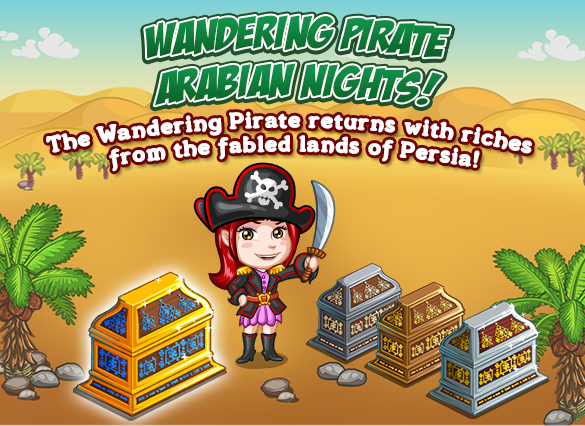 WANDERING PIRATE
ARABIAN NIGHTS!
The Wandering Pirate returns with riches
from the fabled lands of Persia!